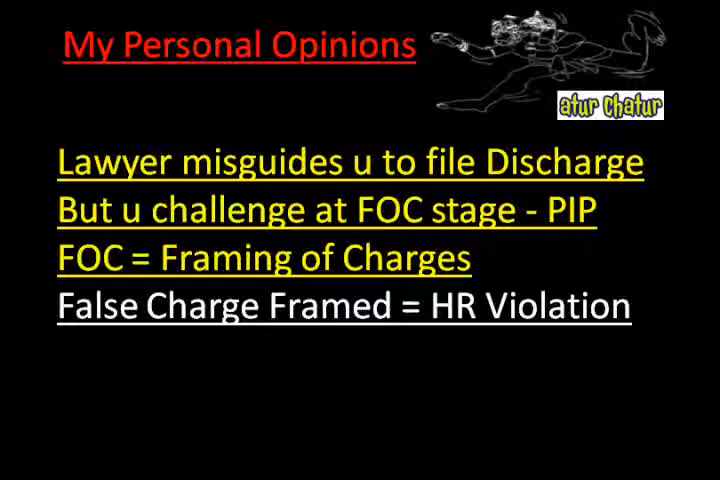 My Personal Opinions
atur chatur
Lawyer misguides u to file Discharge
But u challenge at FOC stage - PIP
FOC = Framing of Charges
False Charge Framed = HR Violation